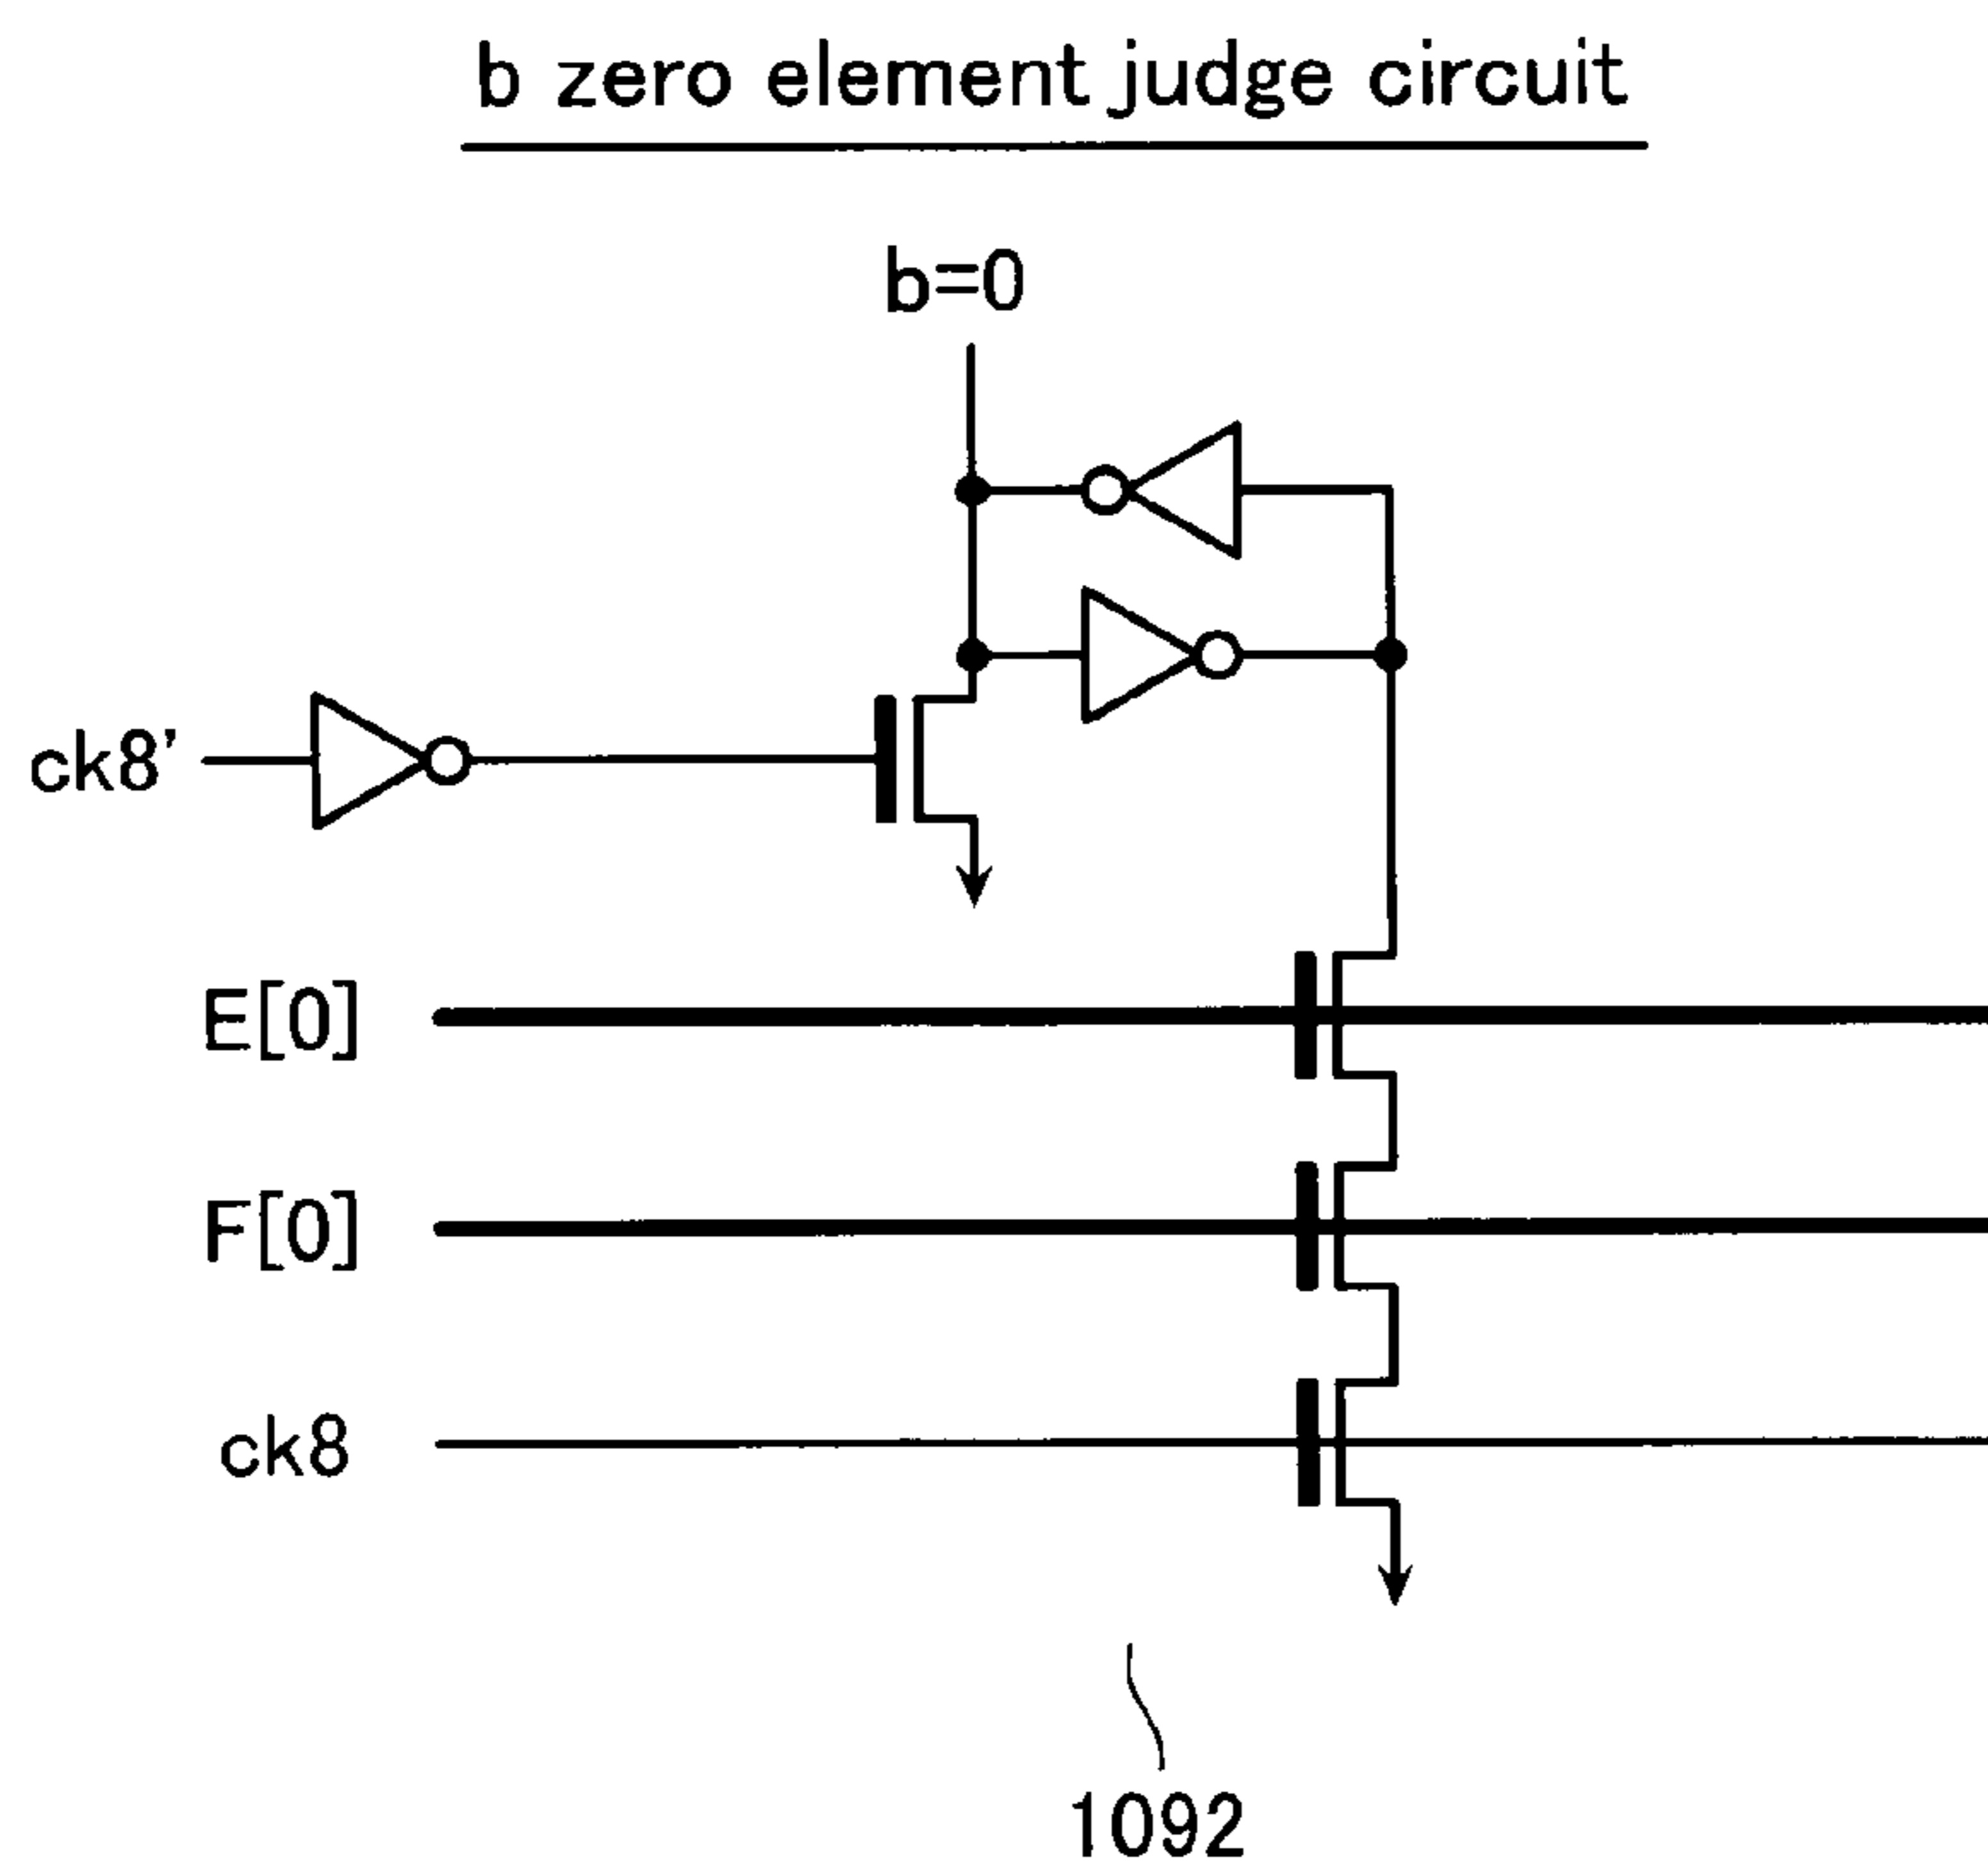 b zero element judge circuit
b=0
ck8'
E[0]
F[0]
ck8
1092